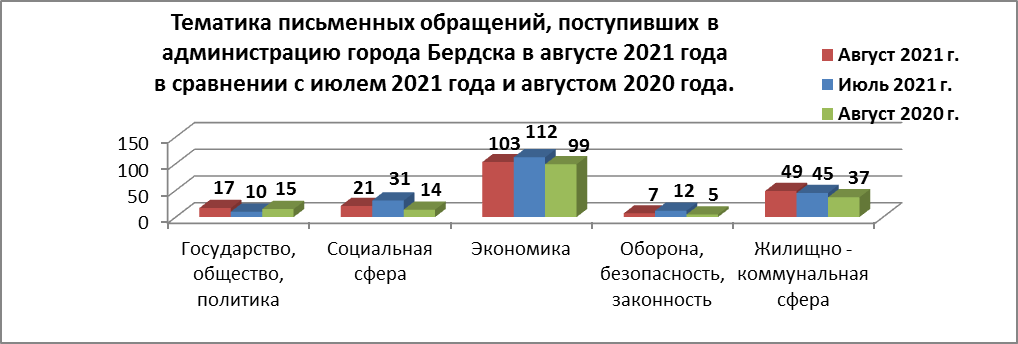 Тематика письменных обращений, поступивших в
администрацию города Бердска в августе 2021 года
в сравнении с июлем 2021 года и августом 2020 года.
Август 2021 г.
Июль 2021 г.
Август 2020 г.
150
100
50
0
17 10 15
21 31 14
103 112 99
7 12 5
49 45 37
Государство,
общество,
политика
Социальная
сфера
Экономика
Оборона,
безопасность,
законность
Жилищно -
коммунальная
сфера